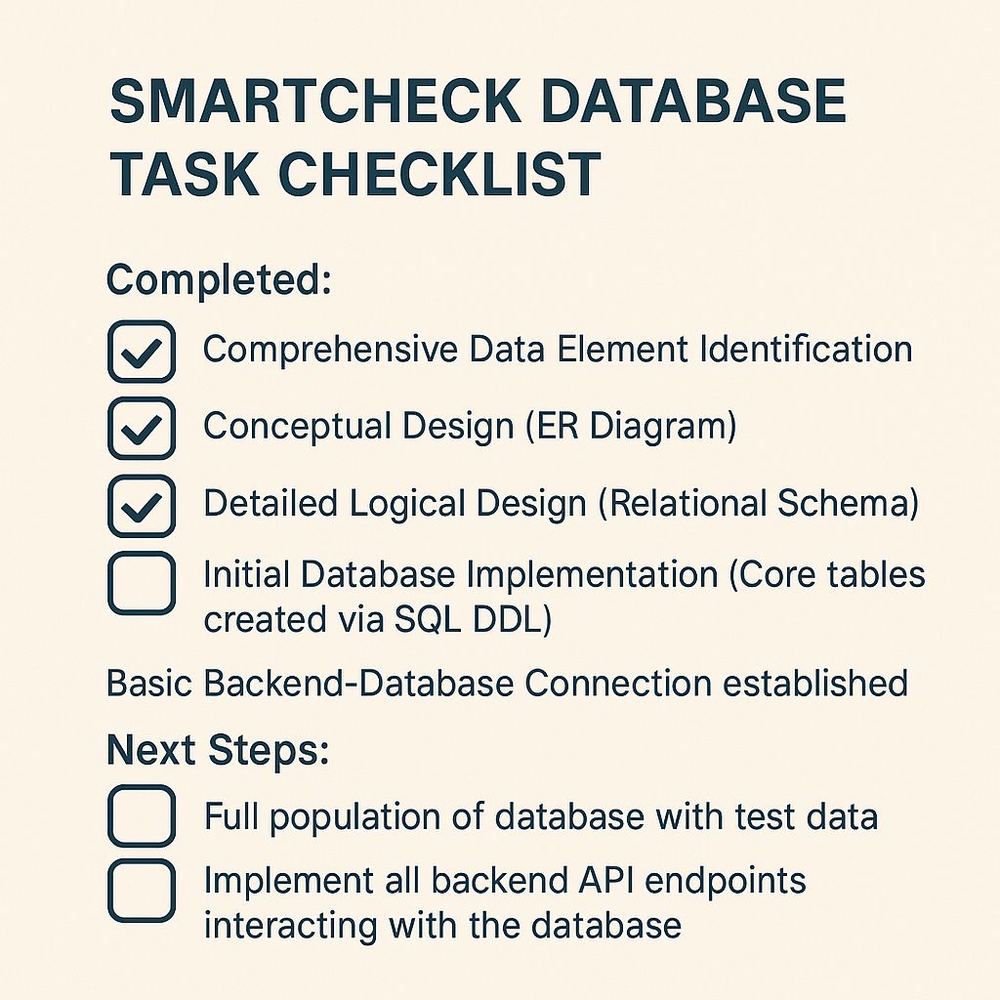 SMARTCHECK DATABASE
TASK CHECKLIST
Completed:
Comprehensive Data Element Identification
Conceptual Design (ER Diagram)
Detailed Logical Design (Relational Schema)
Initial Database Implementation (Core tables
created via SQL DDL)
Basic Backend-Database Connection established
Next Steps:
Full population of database with test data
Implement all backend API endpoints
interacting with the database